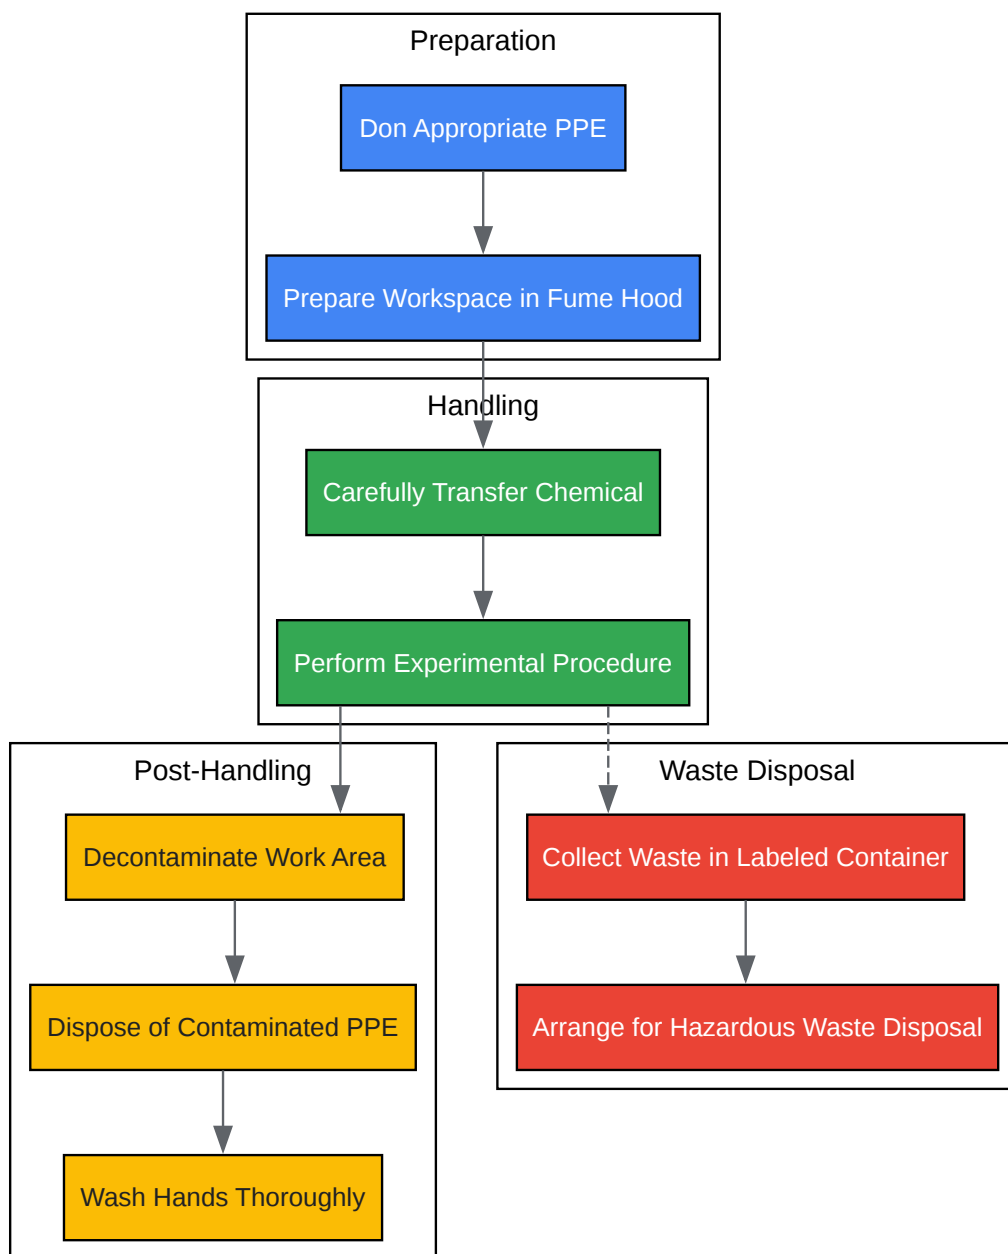 Preparation
Don Appropriate PPE
Prepare Workspace in Fume Hood
Handling
Carefully Transfer Chemical
Perform Experimental Procedure
Post-Handling
Decontaminate Work Area
Dispose of Contaminated PPE
Wash Hands Thoroughly
Waste Disposal
Collect Waste in Labeled Container
Arrange for Hazardous Waste Disposal